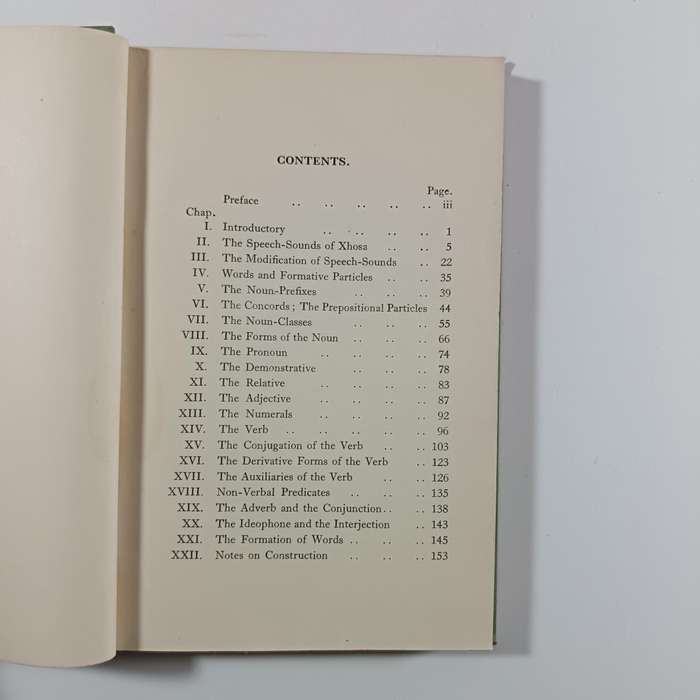 CONTENTS.
Page.
Preface .. .. .. .. .. iii
Chap.
I. Introductory .. .. .. .. 1
II. The Speech-Sounds of Xhosa .. .. 5
III. The Modification of Speech-Sounds .. 22
IV. Words and Formative Particles .. .. 35
V. The Noun-Prefixes .. .. .. 39
VI. The Concords; The Prepositional Particles 44
VII. The Noun-Classes .. .. .. 55
VIII. The Forms of the Noun .. .. .. 66
IX. The Pronoun .. .. .. .. 74
X. The Demonstrative .. .. .. 78
XI. The Relative .. .. .. .. 83
XII. The Adjective .. .. .. .. 87
XIII. The Numerals .. .. .. .. 92
XIV. The Verb .. .. .. .. .. 96
XV. The Conjugation of the Verb .. .. 103
XVI. The Derivative Forms of the Verb .. 123
XVII. The Auxiliaries of the Verb .. .. 126
XVIII. Non-Verbal Predicates .. .. .. 135
XIX. The Adverb and the Conjunction .. .. 138
XX. The Ideophone and the Interjection .. 143
XXI. The Formation of Words .. .. .. 145
XXII. Notes on Construction .. .. .. 153